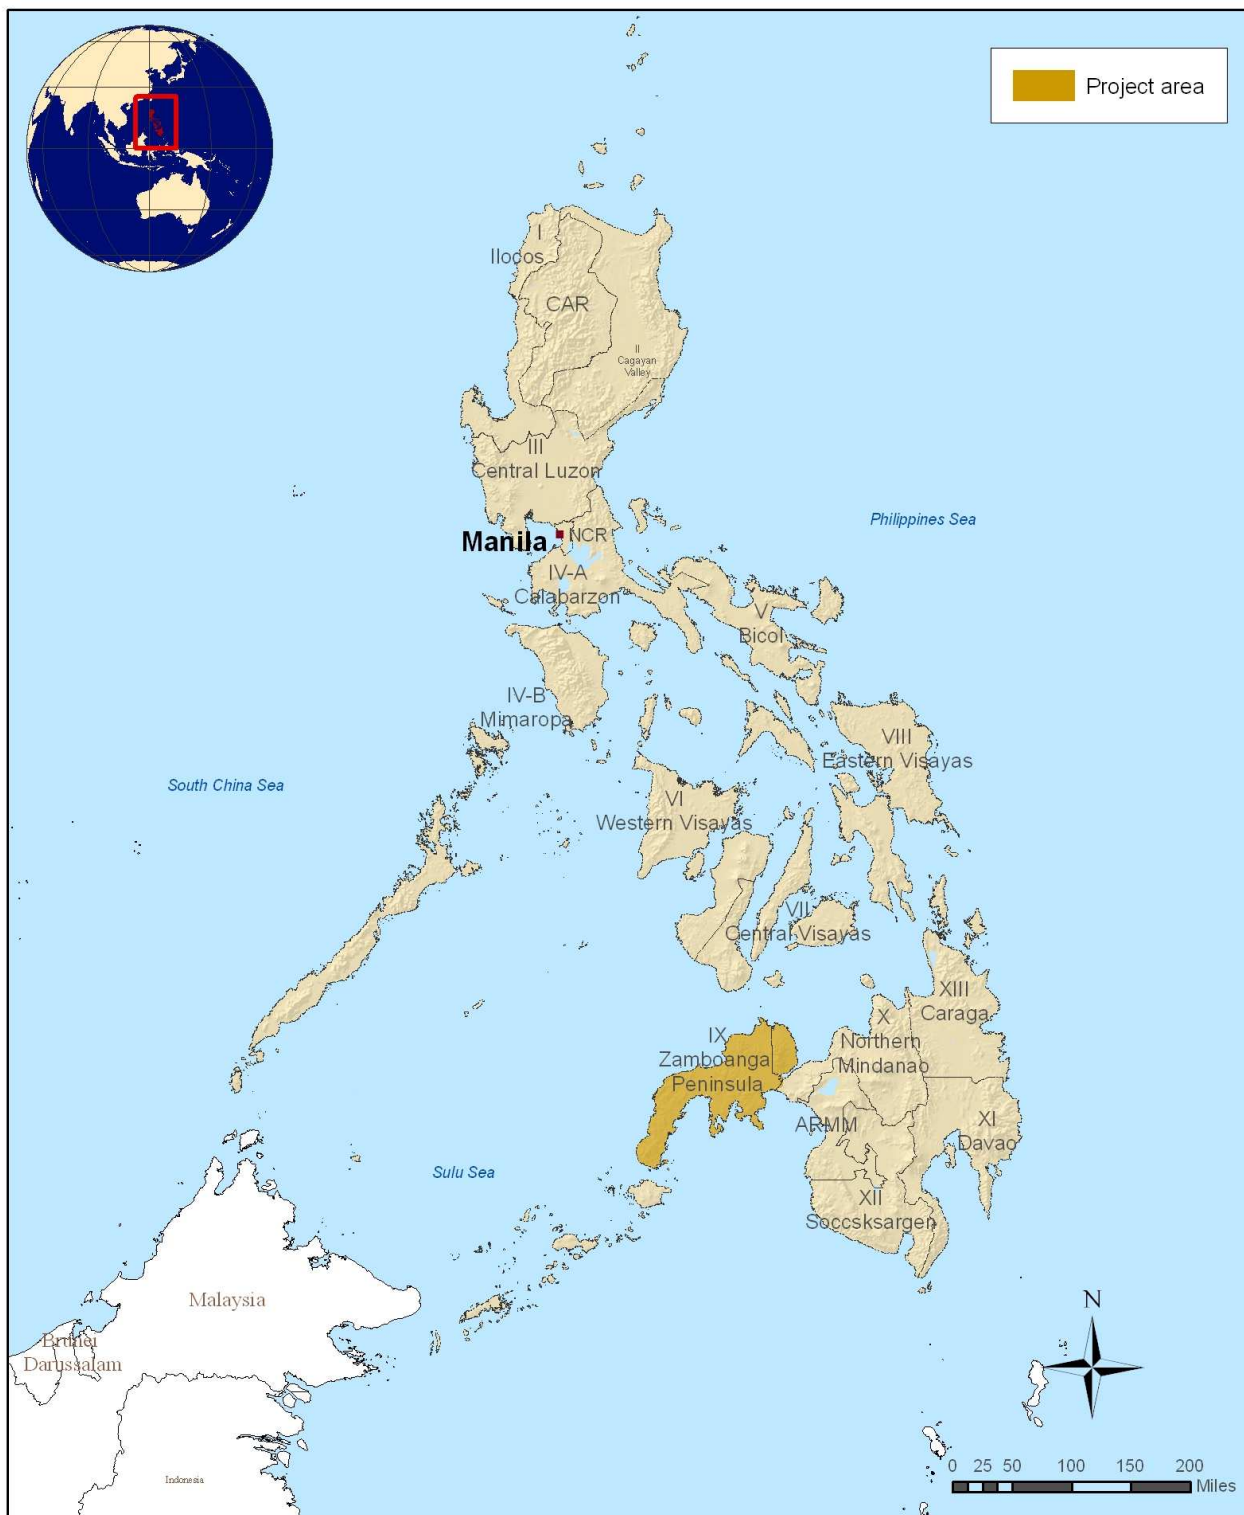 Project area
I
Ilocos
CAR
II
Cagayan
Valley
III
Central Luzon
Philippines Sea
Manila
NCR
IV-A
Calabarzon
V
Bicol
IV-B
Mimaropa
VIII
Eastern Visayas
South China Sea
VI
Western Visayas
VII
Central Visayas
XIII
Caraga
X
Northern
Mindanao
IX
Zamboanga
Peninsula
ARMM
XI
Davao
Sulu Sea
XII
Soccsksargen
Malaysia
N
Brunei
Darussalam
Indonesia
0 25 50 100 150 200
Miles